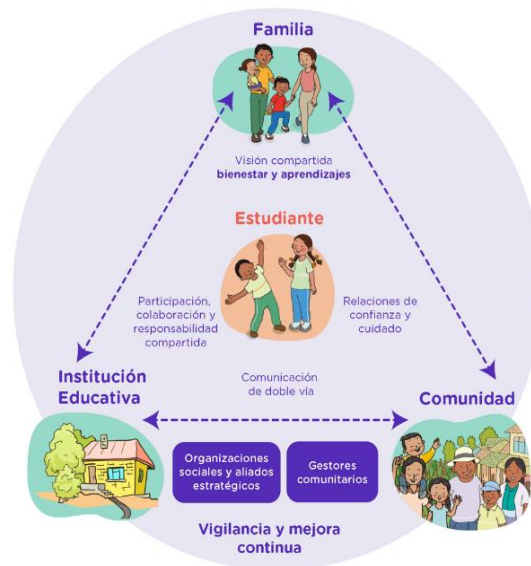 Familia
Visión compartida
bienestar y aprendizajes
Estudiante
Participación,
colaboración y
responsabilidad
compartida
Relaciones de
confianza y
cuidado
Institución
Educativa
Comunicación
de doble vía
Comunidad
Organizaciones
sociales y aliados
estratégicos
Gestores
comunitarios
Vigilancia y mejora
continua